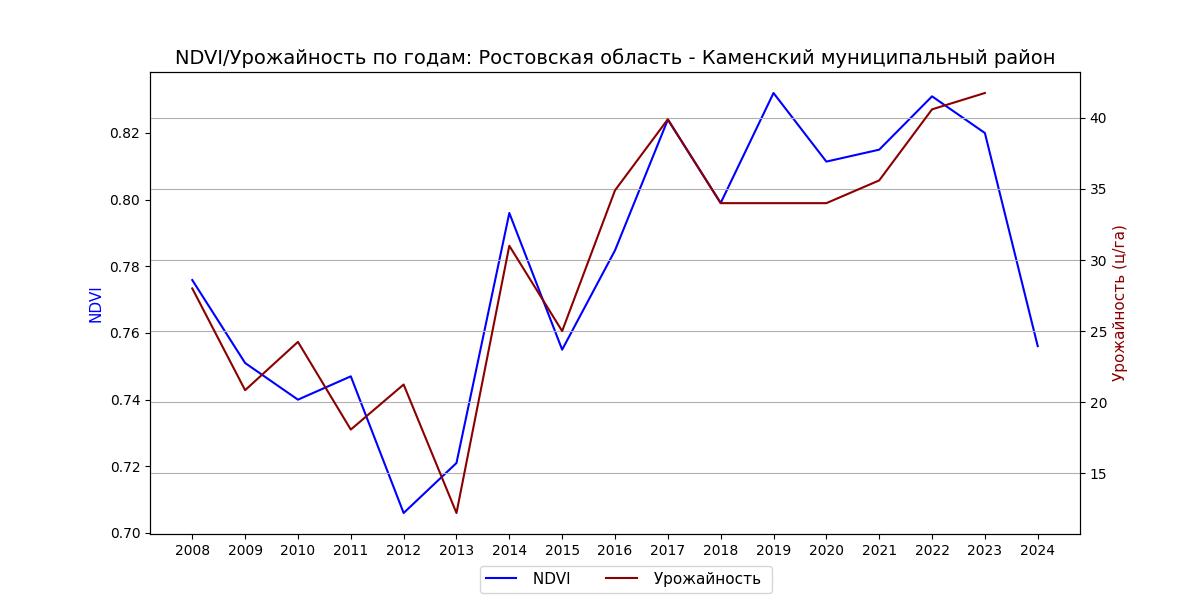 NDVI/Урожайность по годам: Ростовская область - Каменский муниципальный район
0.82
0.80
0.78
0.76
0.74
0.72
0.70
NDVI
40
35
30
25
20
15
Урожайность (ц/га)
2008 2009 2010 2011 2012 2013 2014 2015 2016 2017 2018 2019 2020 2021 2022 2023 2024
NDVI Урожайность